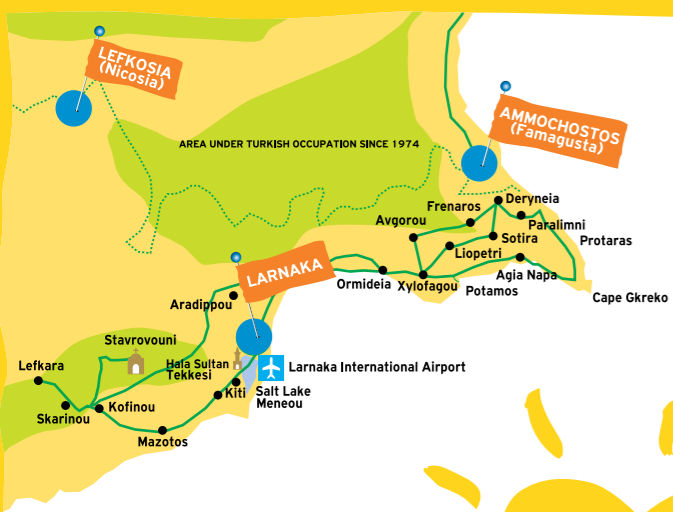 LEFKOSIA
(Nicosia)
AMMOCHOSTOS
(Famagusta)
AREA UNDER TURKISH OCCUPATION SINCE 1974
Deryneia
Frenaros
Avgorou
Paralimni
Protaras
Sotira
Liopetri
LARNAKA
Agia Napa
Ormideia
Xylofagou
Potamos
Cape Gkreko
Aradippou
Stavrovouni
Lefkara
Hala Sultan
Tekkesi
Larnaka International Airport
Kiti
Salt Lake
Meneou
Kofinou
Skarinou
Mazotos